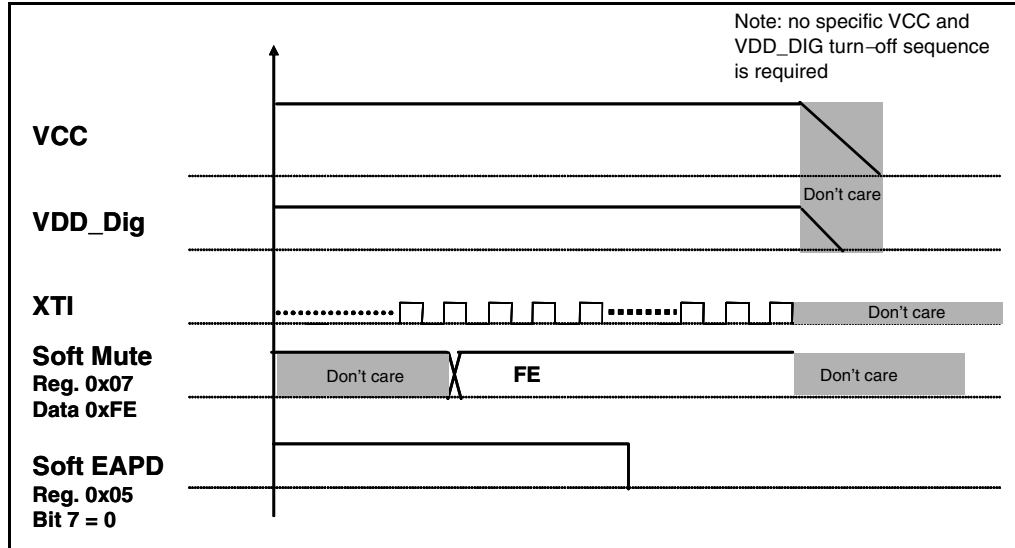 Note: no specific VCC and
VDD_DIG turn–off sequence
is required
VCC
Don't care
VDD_Dig
XTI
Don't care
Soft Mute
Reg. 0x07
Data 0xFE
Don't care
FE
Don't care
Soft EAPD
Reg. 0x05
Bit 7 = 0